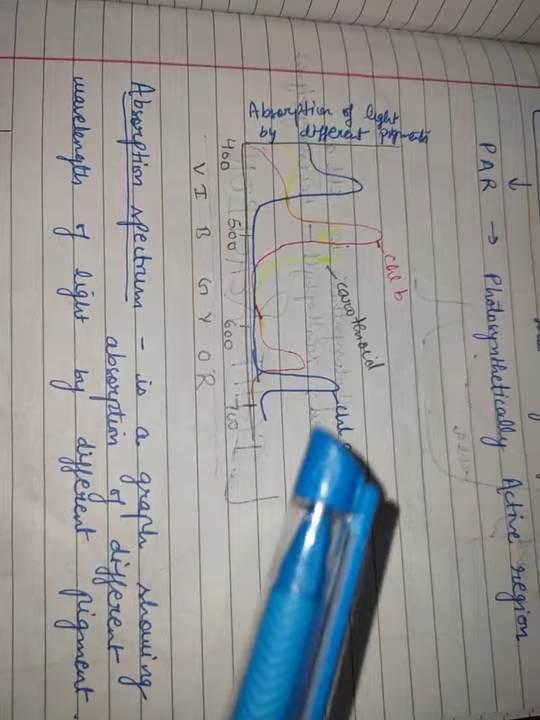 ↓
PAR → Photosynthetically Active region
Absorption of light
by different pigments
chl b
carotenoid
chl
400 500 600 700
V I B G Y O R
Absorption spectrum - is a graph showing
absorption of different
wavelength of light by different pigment.